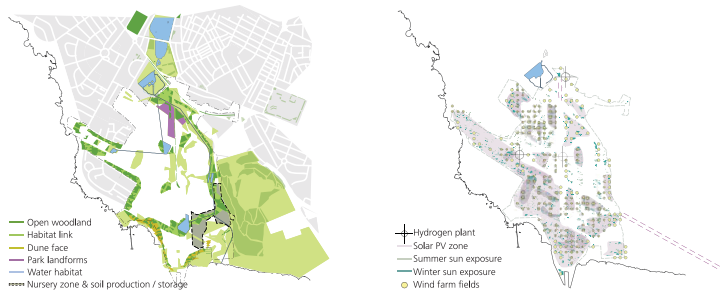 Open woodland
Habitat link
Dune face
Park landforms
Water habitat
Nursery zone & soil production / storage
Hydrogen plant
Solar PV zone
Summer sun exposure
Winter sun exposure
Wind farm fields